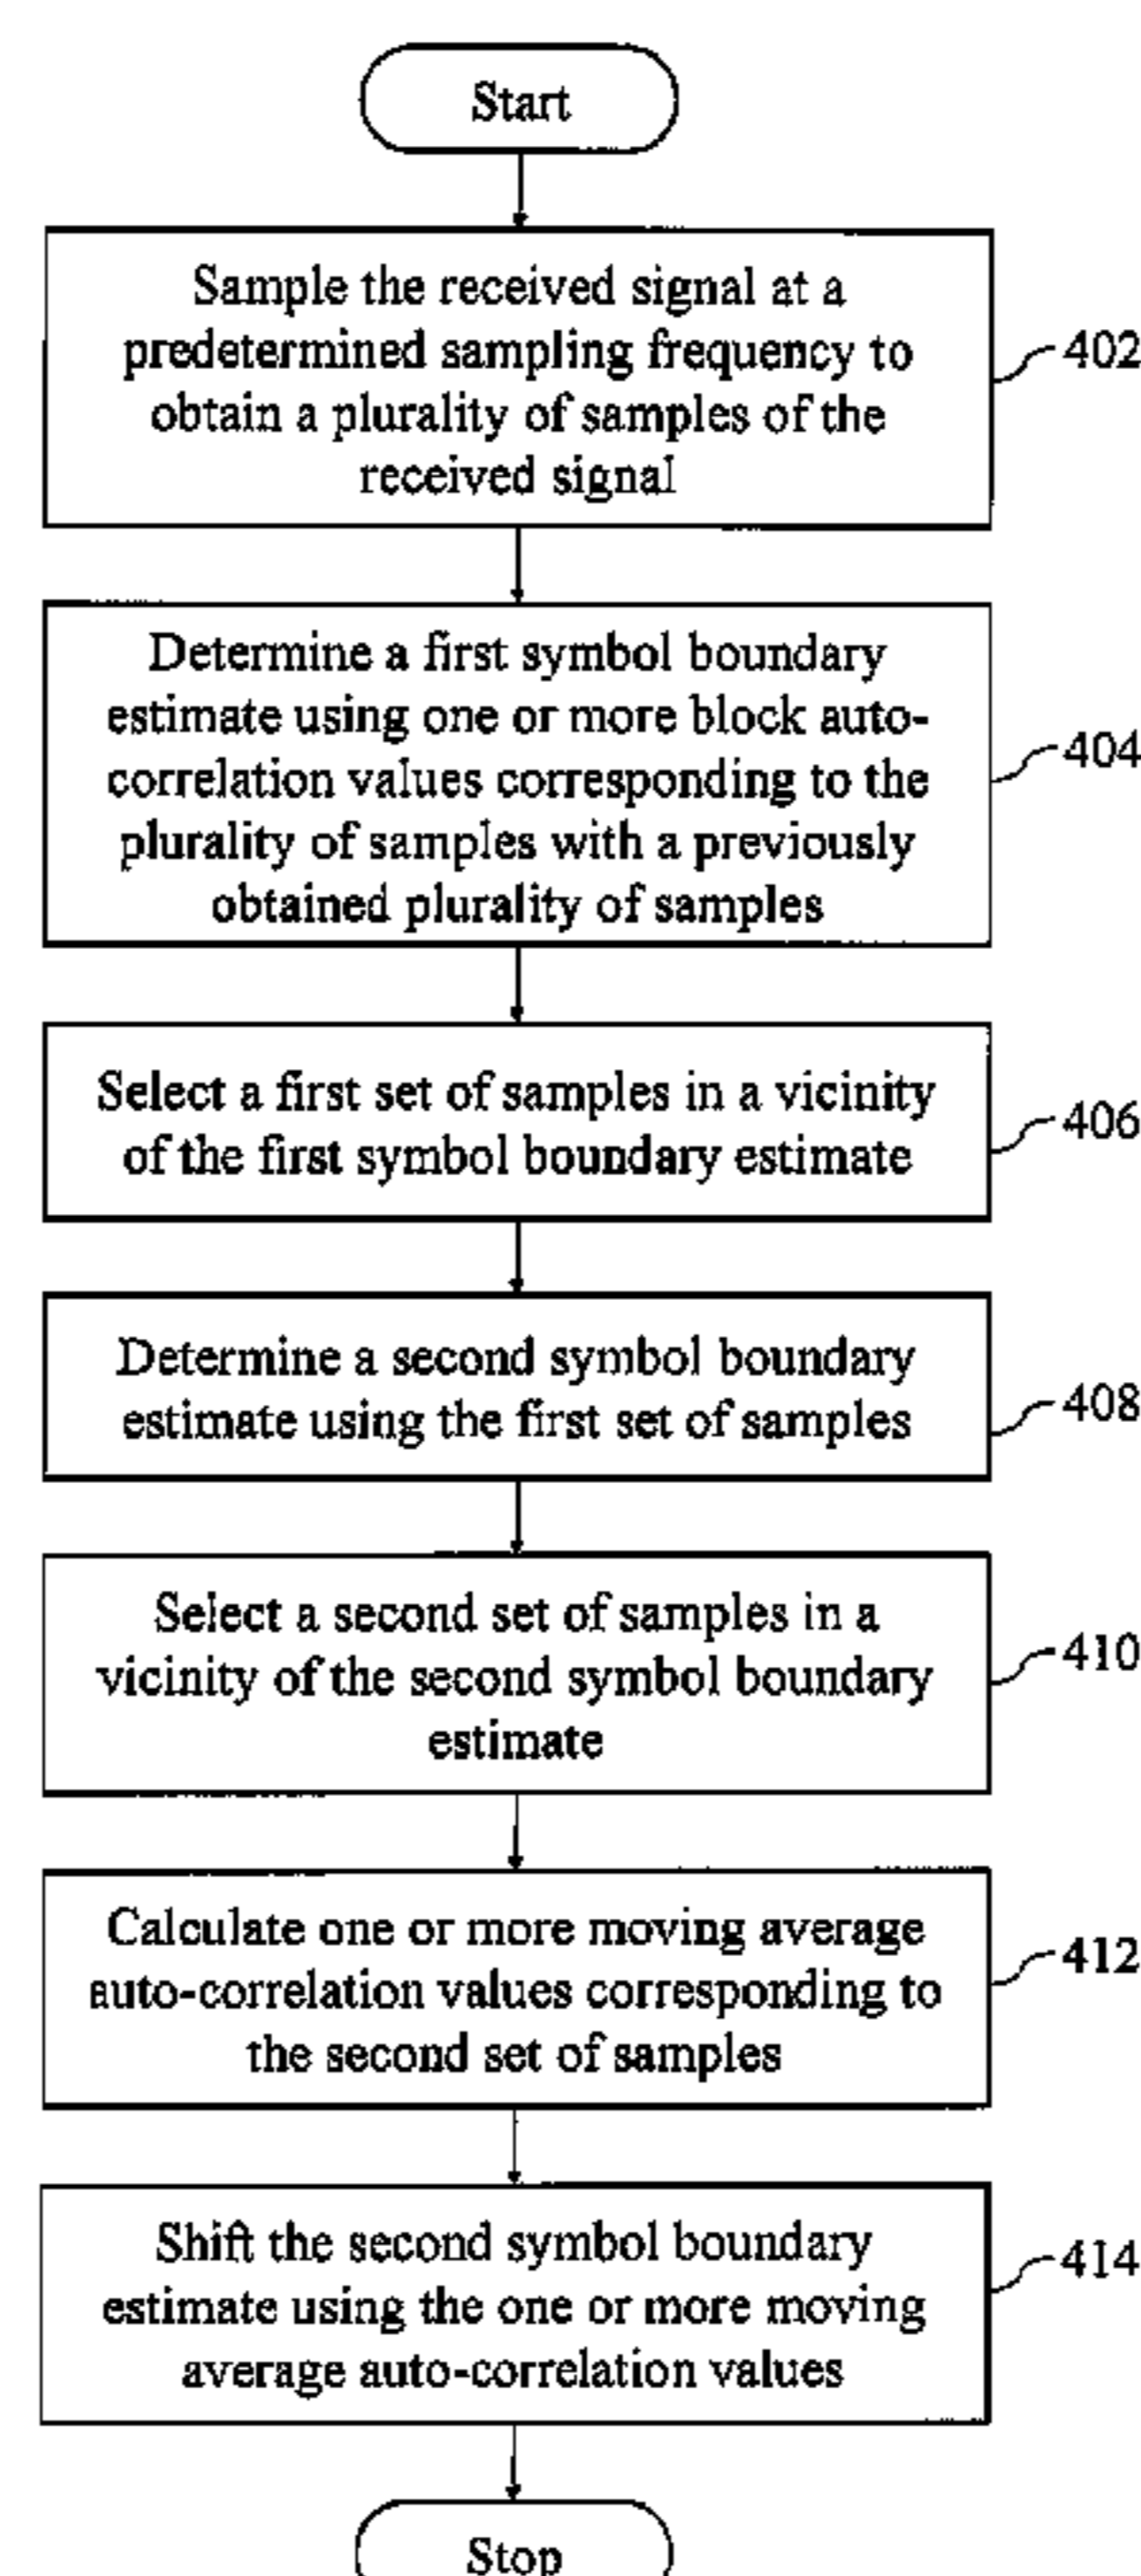 Start
Sample the received signal at a
predetermined sampling frequency to
obtain a plurality of samples of the
received signal
402
Determine a first symbol boundary
estimate using one or more block auto-
correlation values corresponding to the
plurality of samples with a previously
obtained plurality of samples
404
Select a first set of samples in a vicinity
of the first symbol boundary estimate
406
Determine a second symbol boundary
estimate using the first set of samples
408
Select a second set of samples in a
vicinity of the second symbol boundary
estimate
410
Calculate one or more moving average
auto-correlation values corresponding to
the second set of samples
412
Shift the second symbol boundary
estimate using the one or more moving
average auto-correlation values
414
Stop